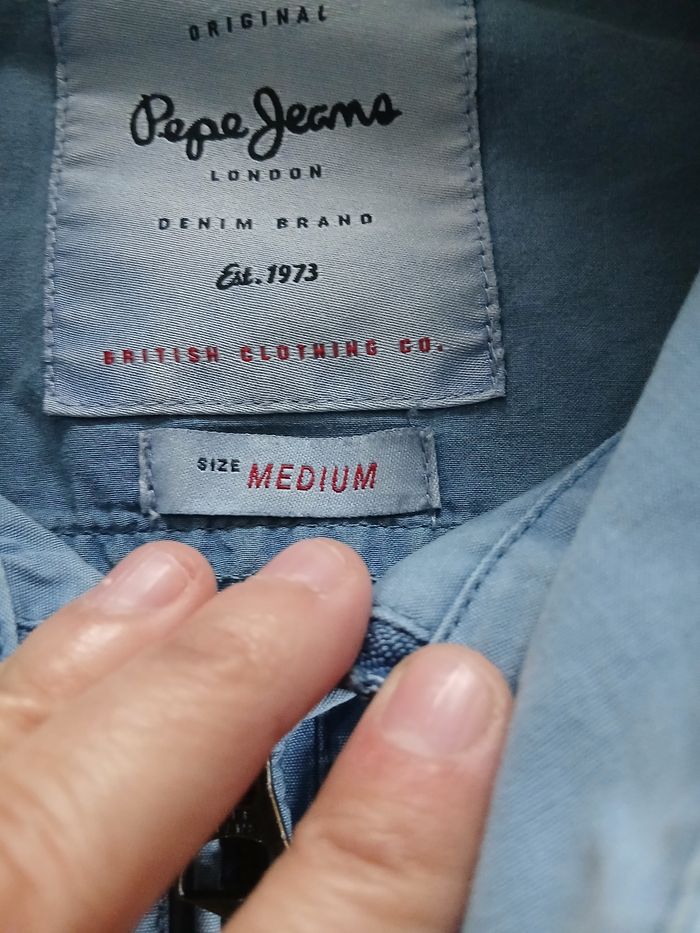 ORIGINAL
Pepe Jeans
LONDON
DENIM BRAND
Est. 1973
BRITISH CLOTHING CO.
SIZE MEDIUM